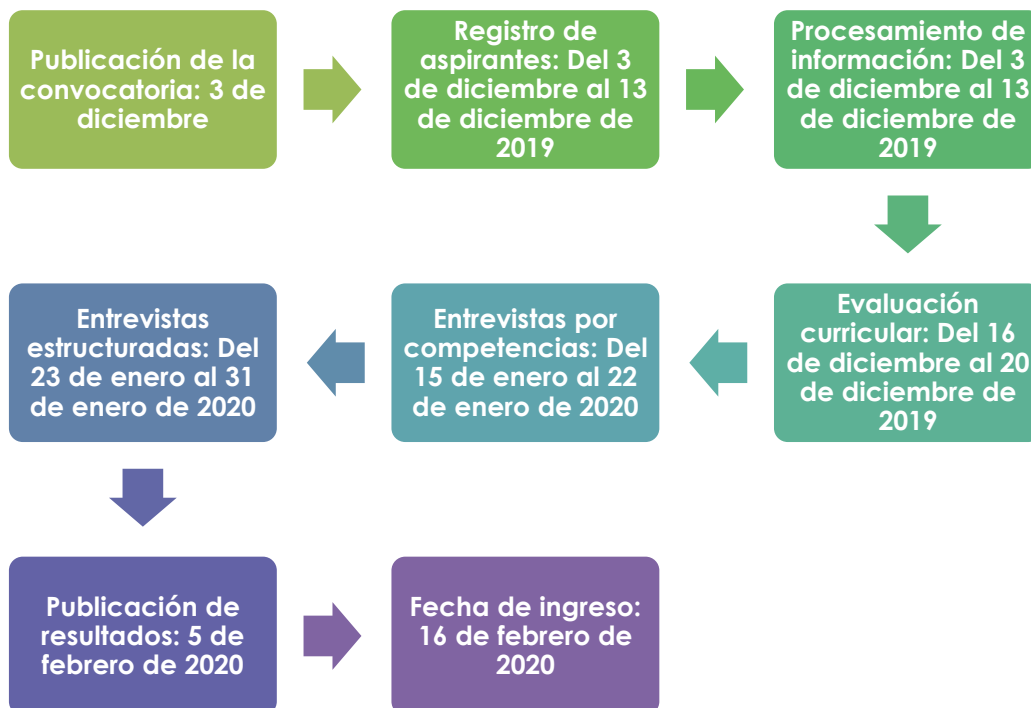 Publicación de la
convocatoria: 3 de
diciembre
Registro de
aspirantes: Del 3
de diciembre al 13
de diciembre de
2019
Procesamiento de
información: Del 3
de diciembre al 13
de diciembre de
2019
Evaluación
curricular: Del 16
de diciembre al 20
de diciembre de
2019
Entrevistas por
competencias: Del
15 de enero al 22
de enero de 2020
Entrevistas
estructuradas: Del
23 de enero al 31
de enero de 2020
Publicación de
resultados: 5 de
febrero de 2020
Fecha de ingreso:
16 de febrero de
2020